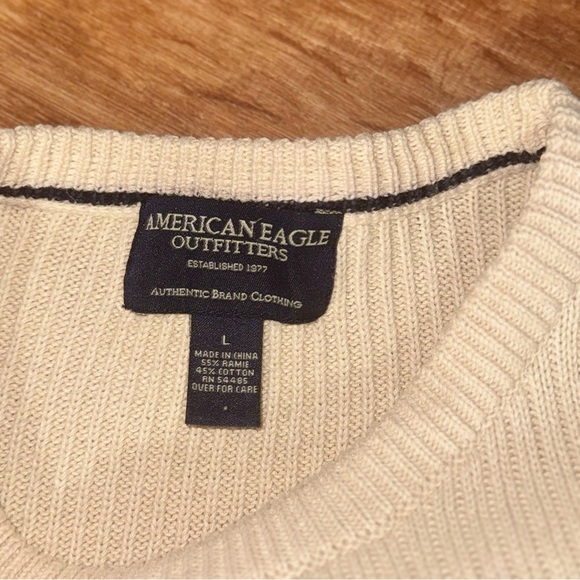 AMERICAN EAGLE
OUTFITTERS
ESTABLISHED 1977
AUTHENTIC BRAND CLOTHING
L
MADE IN CHINA
55% RAMIE
45% COTTON
RN 54485
OVER FOR CARE